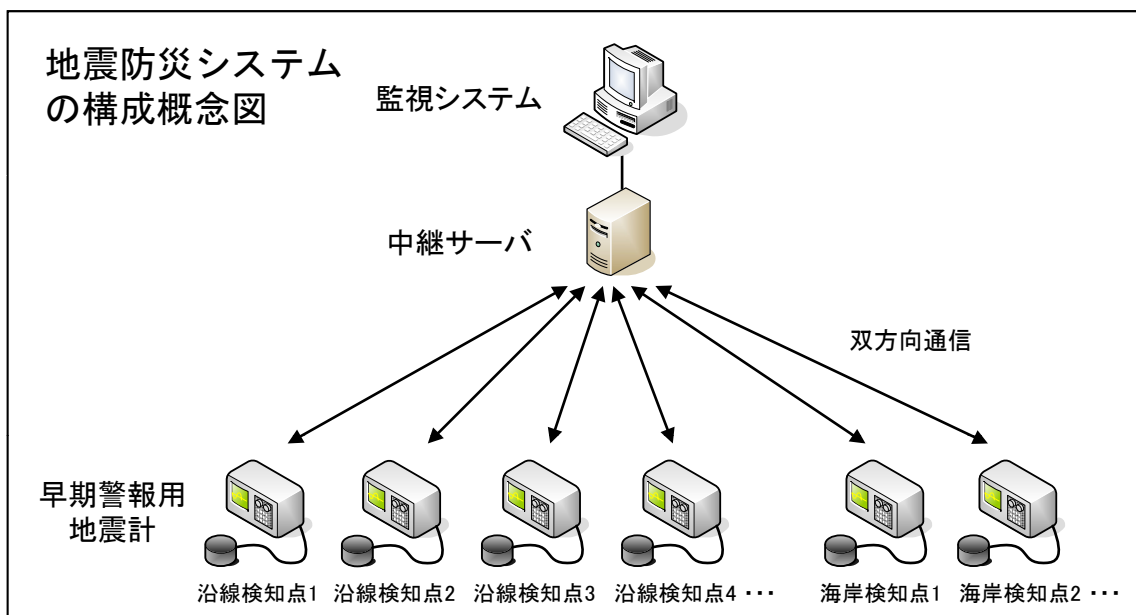 地震防災システム
の構成概念図
監視システム
中継サーバ
双方向通信
早期警報用
地震計
沿線検知点1 沿線検知点2 沿線検知点3 沿線検知点4 ･･･ 海岸検知点1 海岸検知点2 ･･･